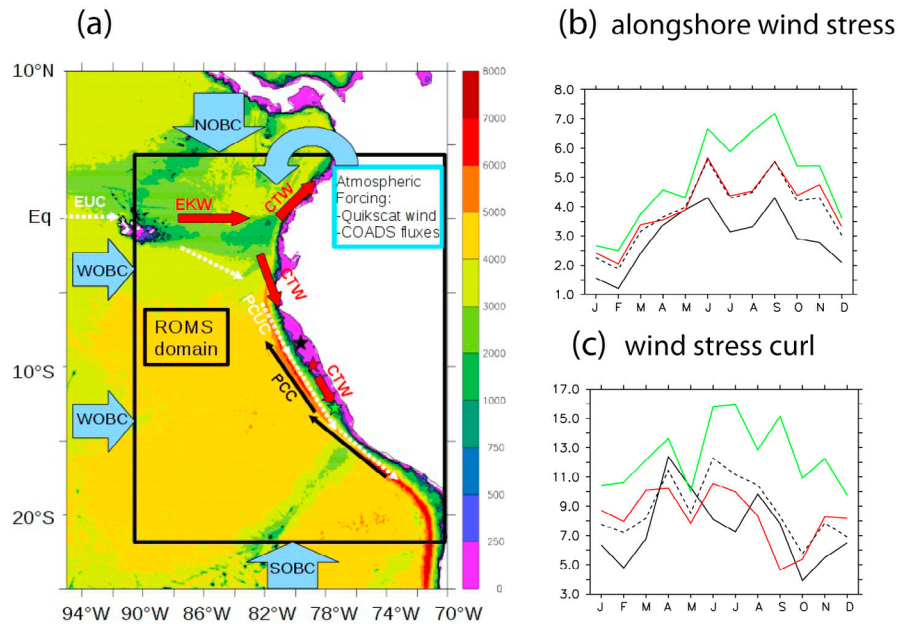 (a)
10°N
Eq
10°S
20°S
94°W 90°W 86°W 82°W 78°W 70°W
NOBC
EUC
EKW
CTW
Atmospheric
Forcing:
-Quikscat wind
-COADS fluxes
WOBC
CTW
PCUC
ROMS
domain
CTW
PCC
WOBC
SOBC
8000
7000
6000
5000
4000
3000
2000
1000
750
500
250
0
(b) alongshore wind stress
8.0
7.0
6.0
5.0
4.0
3.0
2.0
1.0
J F M A M J J A S O N D
(c) wind stress curl
17.0
15.0
13.0
11.0
9.0
7.0
5.0
3.0
J F M A M J J A S O N D